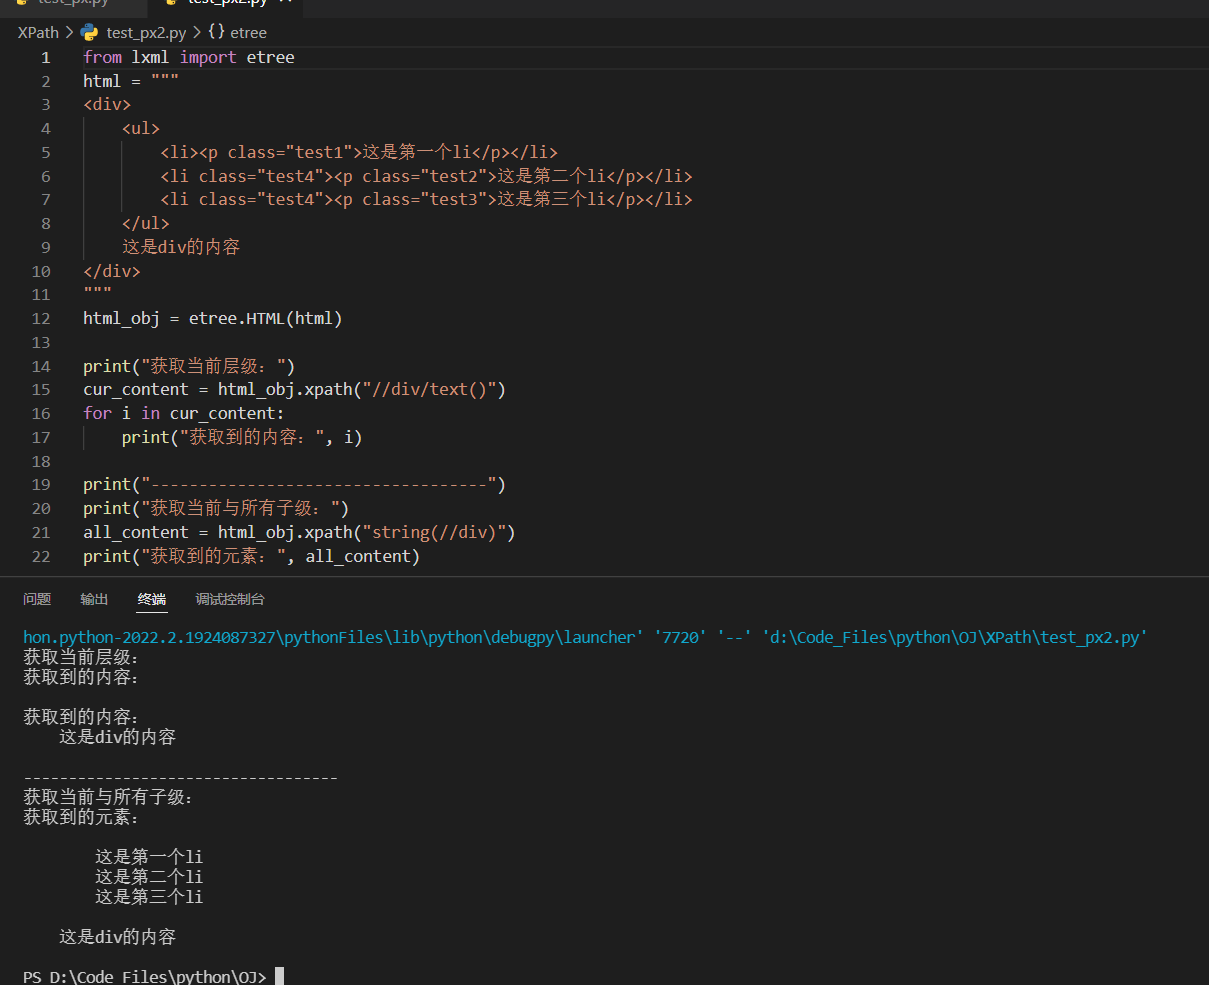 test_px.py test_px2.py
XPath > test_px2.py > {} etree
1 from lxml import etree
2 html = """
3 <div>
4     <ul>
5         <li><p class="test1">这是第一个li</p></li>
6         <li class="test4"><p class="test2">这是第二个li</p></li>
7         <li class="test4"><p class="test3">这是第三个li</p></li>
8     </ul>
9     这是div的内容
10 </div>
11 """
12 html_obj = etree.HTML(html)
13
14 print("获取当前层级：")
15 cur_content = html_obj.xpath("//div/text()")
16 for i in cur_content:
17     print("获取到的内容：", i)
18
19 print("-----------------------------------")
20 print("获取当前与所有子级：")
21 all_content = html_obj.xpath("string(//div)")
22 print("获取到的元素：", all_content)
问题 输出 终端 调试控制台
hon.python-2022.2.1924087327\pythonFiles\lib\python\debugpy\launcher' '7720' '--' 'd:\Code_Files\python\OJ\XPath\test_px2.py'
获取当前层级：
获取到的内容：
获取到的内容：
    这是div的内容
-----------------------------------
获取当前与所有子级：
获取到的元素：
        这是第一个li
        这是第二个li
        这是第三个li
    这是div的内容
PS D:\Code_Files\python\OJ>